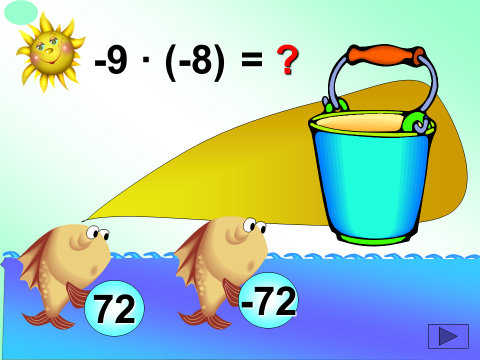 -9 · (-8) = ?
72
-72